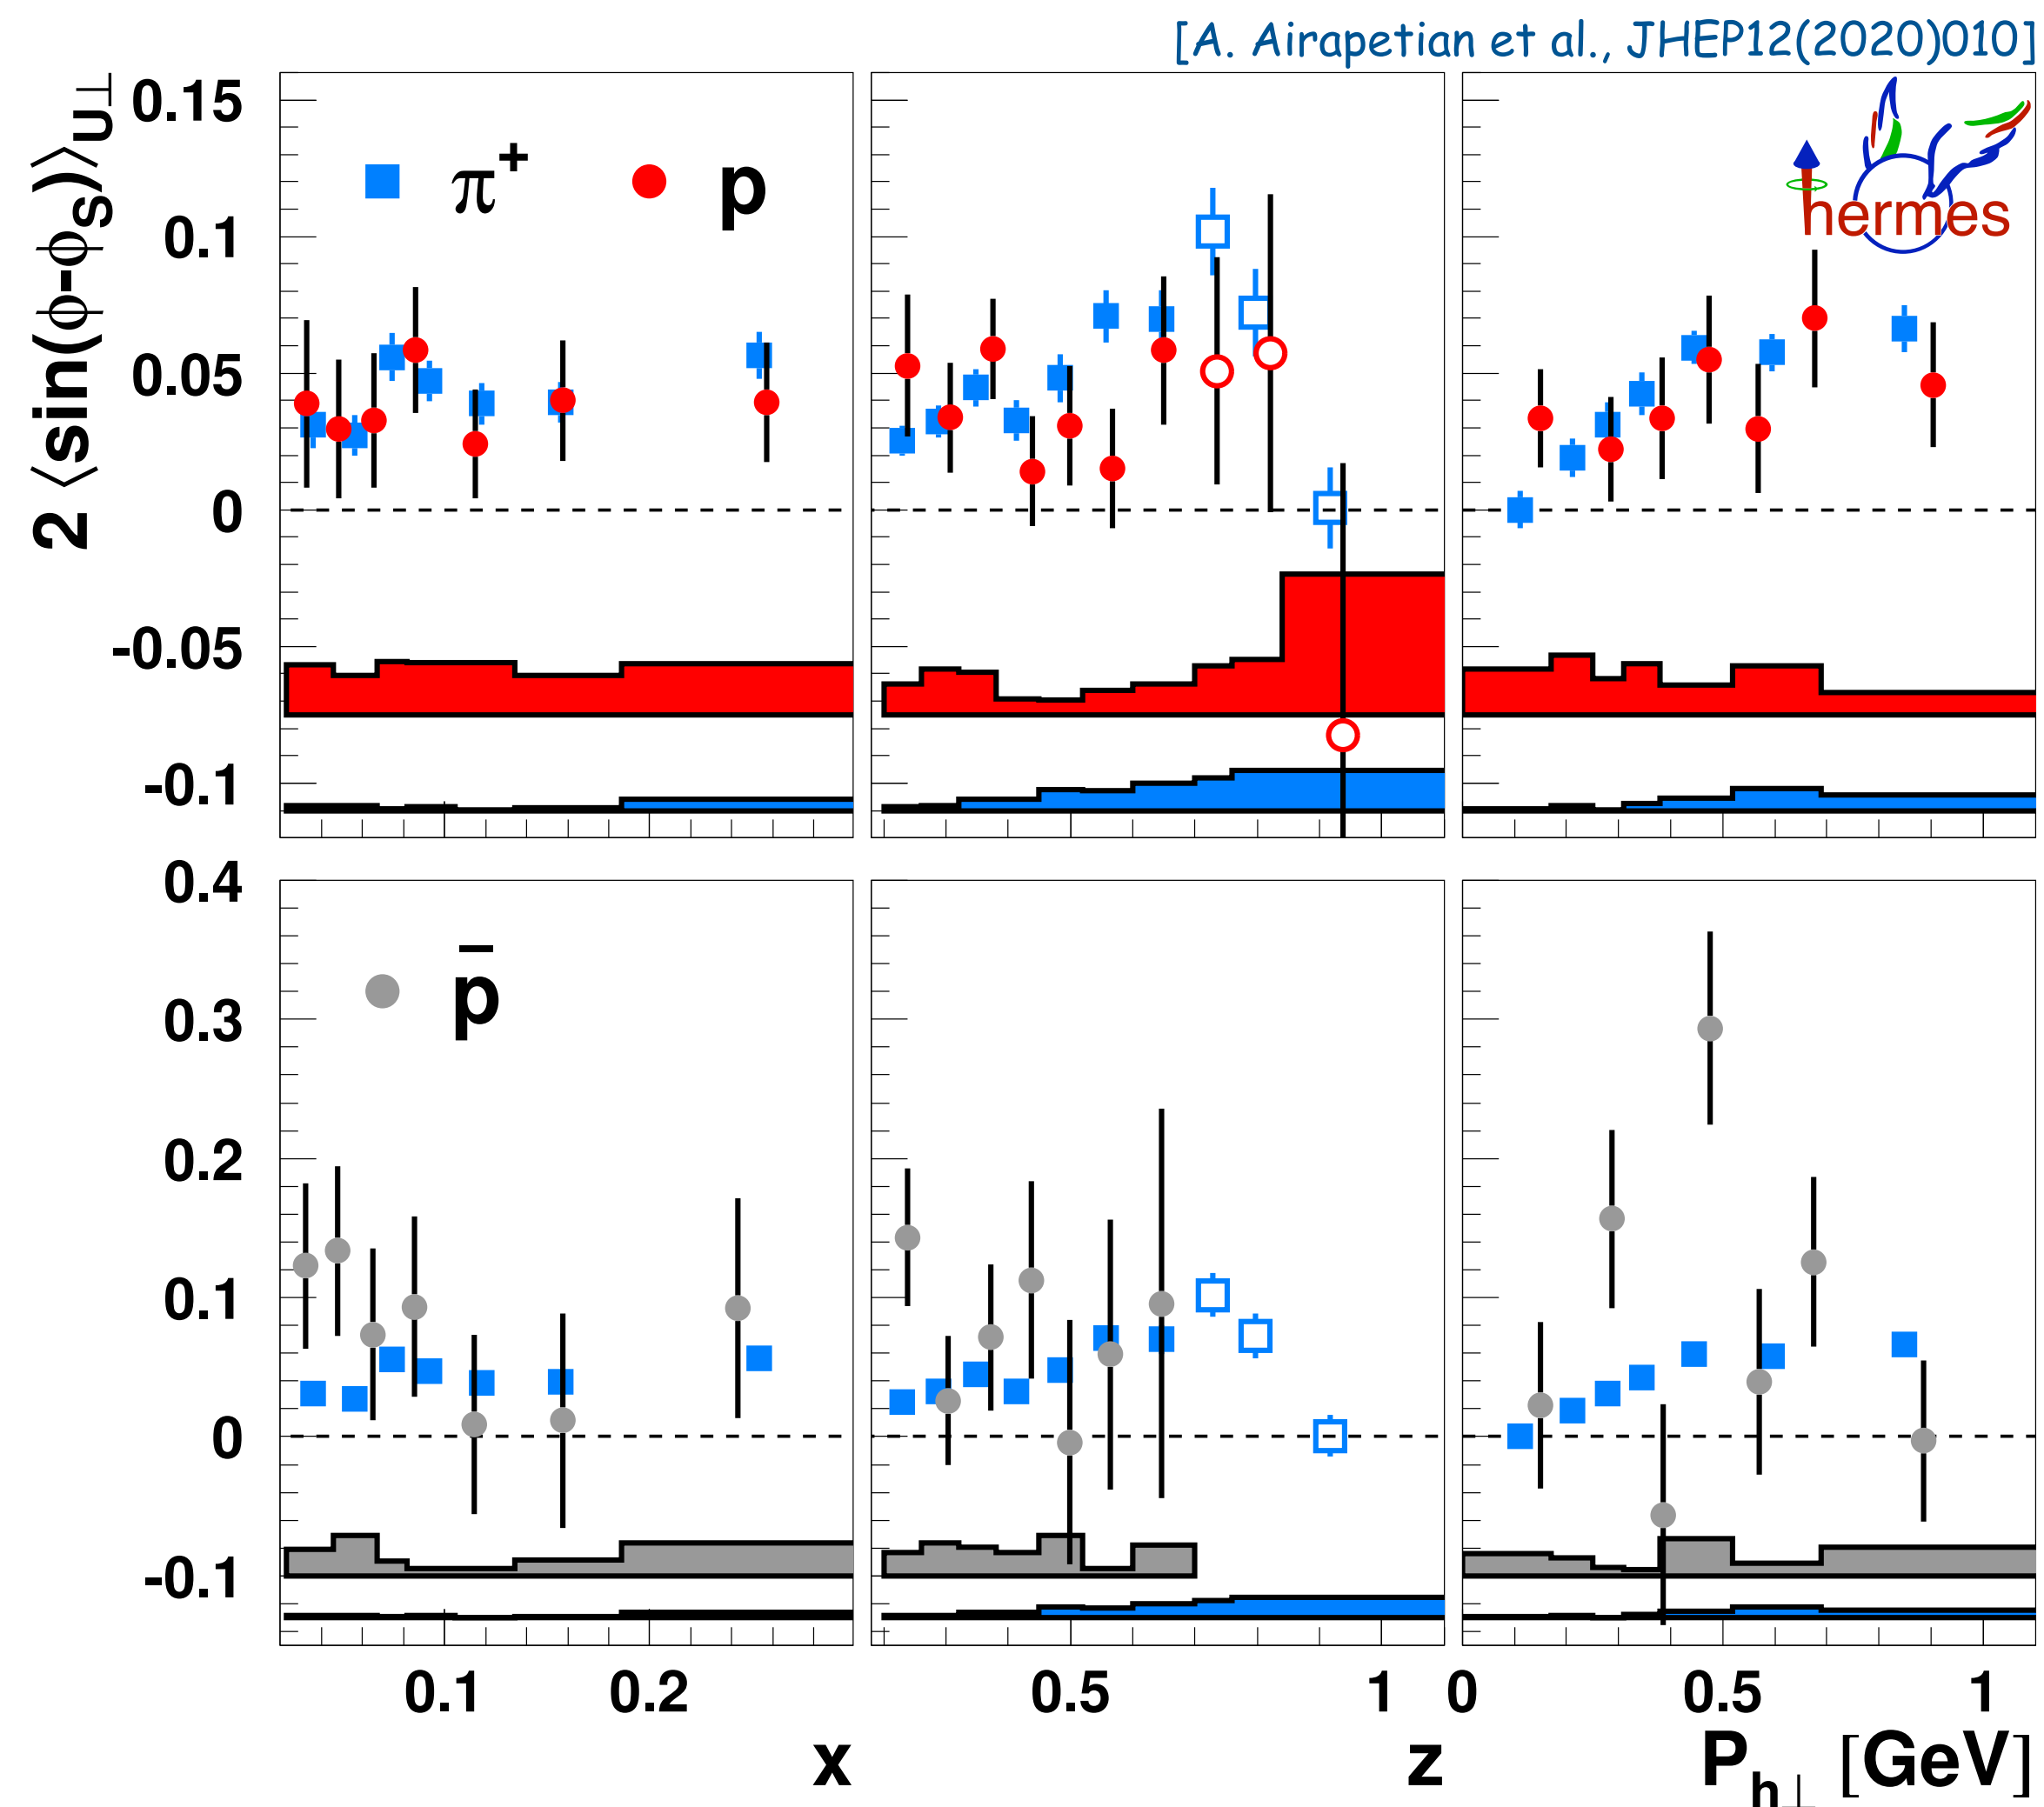 [A. Airapetian et al., JHEP12(2020)010]
2 ⟨sin(ϕ-ϕS)⟩U⊥
0.15
0.1
0.05
0
-0.05
-0.1
π+ p
hermes
0.4
0.3
0.2
0.1
0
-0.1
p̄
0.1 0.2 0.5 1 0 0.5 1
x z Ph⊥ [GeV]